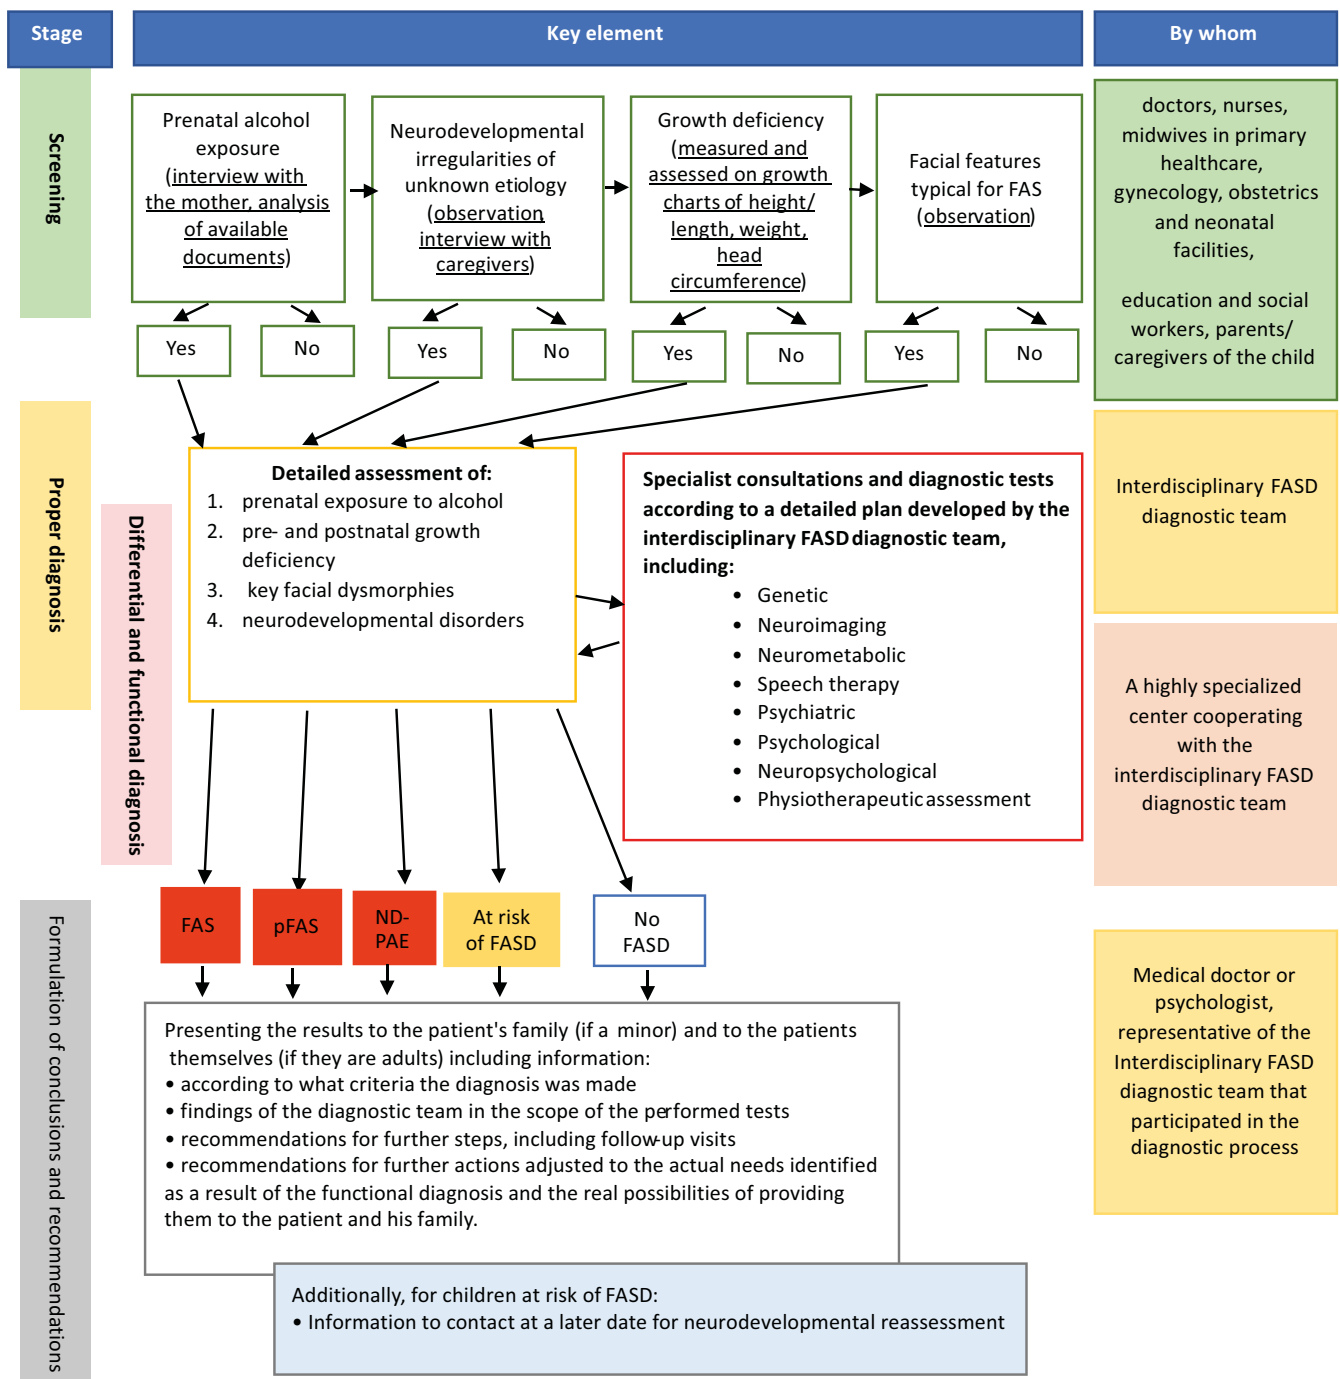 Stage
Key element
By whom
Screening
Prenatal alcohol
exposure
(interview with
the mother, analysis
of available
documents)
Neurodevelopmental
irregularities of
unknown etiology
(observation,
interview with
caregivers)
Growth deficiency
(measured and
assessed on growth
charts of height/
length, weight,
head
circumference)
Facial features
typical for FAS
(observation)
doctors, nurses,
midwives in primary
healthcare,
gynecology, obstetrics
and neonatal
facilities,
education and social
workers, parents/
caregivers of the child
Yes
No
Yes
No
Yes
No
Yes
No
Proper diagnosis
Differential and functional diagnosis
Detailed assessment of:
1. prenatal exposure to alcohol
2. pre- and postnatal growth
deficiency
3. key facial dysmorphies
4. neurodevelopmental disorders
Specialist consultations and diagnostic tests
according to a detailed plan developed by the
interdisciplinary FASD diagnostic team,
including:
• Genetic
• Neuroimaging
• Neurometabolic
• Speech therapy
• Psychiatric
• Psychological
• Neuropsychological
• Physiotherapeutic assessment
Interdisciplinary FASD
diagnostic team
A highly specialized
center cooperating
with the
interdisciplinary FASD
diagnostic team
Formulation of conclusions and recommendations
FAS
pFAS
ND-
PAE
At risk
of FASD
No
FASD
Presenting the results to the patient's family (if a minor) and to the patients
themselves (if they are adults) including information:
• according to what criteria the diagnosis was made
• findings of the diagnostic team in the scope of the performed tests
• recommendations for further steps, including follow-up visits
• recommendations for further actions adjusted to the actual needs identified
as a result of the functional diagnosis and the real possibilities of providing
them to the patient and his family.
Additionally, for children at risk of FASD:
• Information to contact at a later date for neurodevelopmental reassessment
Medical doctor or
psychologist,
representative of the
Interdisciplinary FASD
diagnostic team that
participated in the
diagnostic process